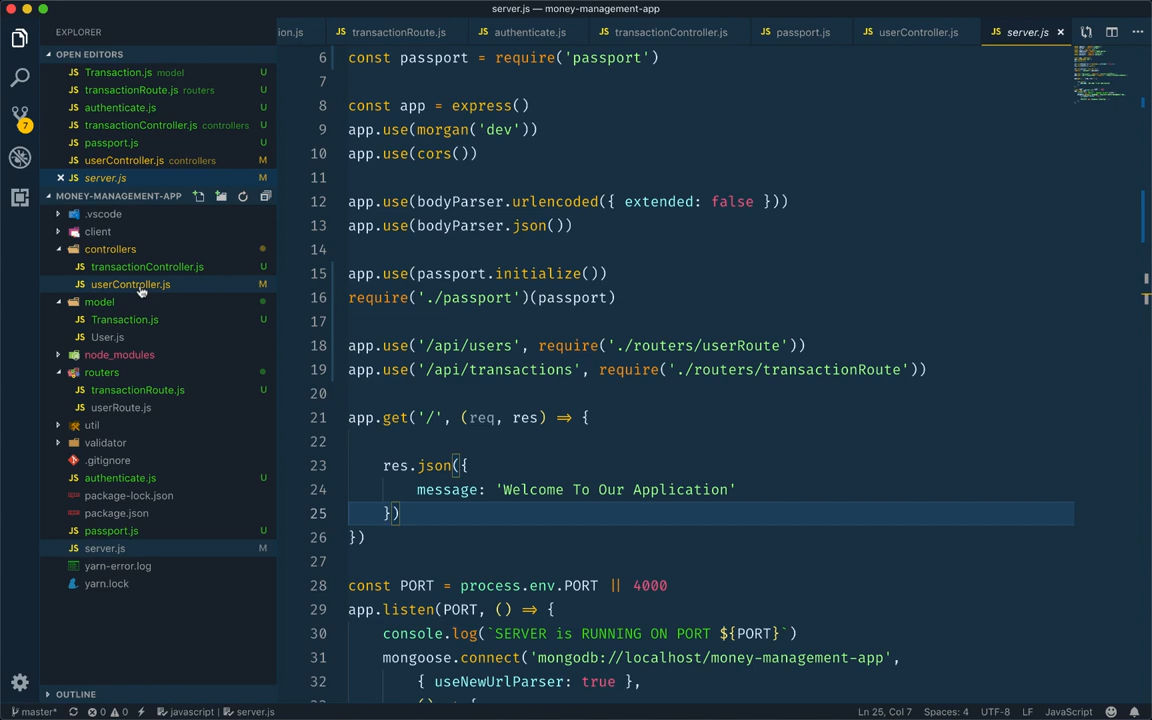 server.js — money-management-app
EXPLORER
ion.js
transactionRoute.js
authenticate.js
transactionController.js
passport.js
userController.js
server.js
OPEN EDITORS
Transaction.js model U
transactionRoute.js routers U
authenticate.js U
transactionController.js controllers U
passport.js U
userController.js controllers M
server.js M
MONEY-MANAGEMENT-APP
.vscode
client
controllers
transactionController.js U
userController.js M
model
Transaction.js U
User.js
node_modules
routers
transactionRoute.js U
userRoute.js
util
validator
.gitignore
authenticate.js U
package-lock.json
package.json
passport.js U
server.js M
yarn-error.log
yarn.lock
OUTLINE
7
6 const passport = require('passport')
7
8 const app = express()
9 app.use(morgan('dev'))
10 app.use(cors())
11
12 app.use(bodyParser.urlencoded({ extended: false }))
13 app.use(bodyParser.json())
14
15 app.use(passport.initialize())
16 require('./passport')(passport)
17
18 app.use('/api/users', require('./routers/userRoute'))
19 app.use('/api/transactions', require('./routers/transactionRoute'))
20
21 app.get('/', (req, res) => {
22
23 res.json({
24 message: 'Welcome To Our Application'
25 })
26 })
27
28 const PORT = process.env.PORT || 4000
29 app.listen(PORT, () => {
30 console.log(`SERVER is RUNNING ON PORT ${PORT}`)
31 mongoose.connect('mongodb://localhost/money-management-app',
32 { useNewUrlParser: true },
master* 0 0 javascript | server.js Ln 25, Col 7 Spaces: 4 UTF-8 LF JavaScript